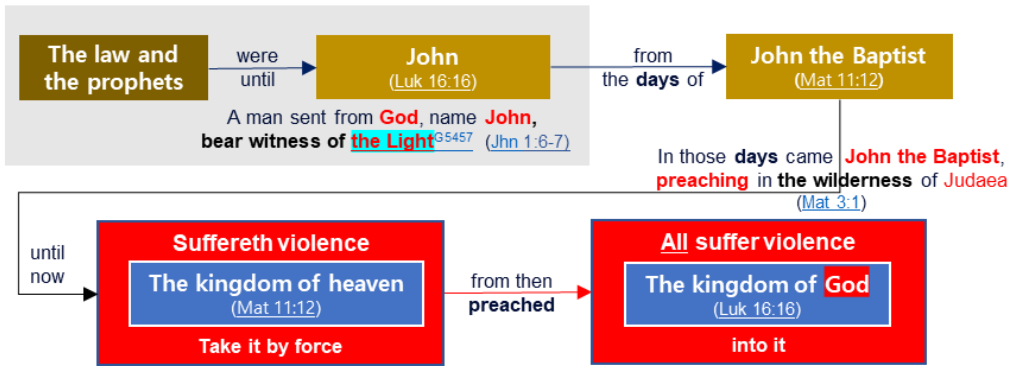 The law and
the prophets
were
until
John
(Luk 16:16)
from
the days of
John the Baptist
(Mat 11:12)
A man sent from God, name John,
bear witness of the LightG5457 (Jhn 1:6-7)
In those days came John the Baptist,
preaching in the wilderness of Judaea
(Mat 3:1)
until
now
Suffereth violence
The kingdom of heaven
(Mat 11:12)
Take it by force
from then
preached
All suffer violence
The kingdom of God
(Luk 16:16)
into it